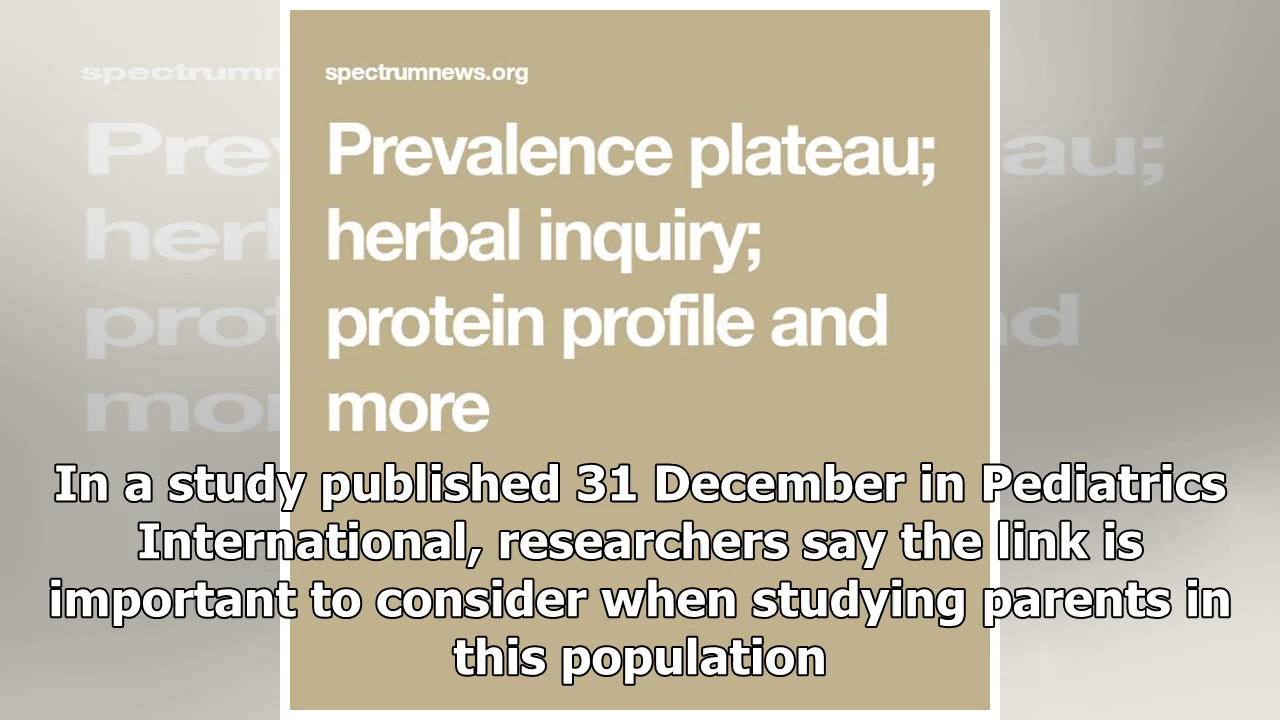 spectrumnews.org
Prevalence plateau;
herbal inquiry;
protein profile and
more
In a study published 31 December in Pediatrics
International, researchers say the link is
important to consider when studying parents in
this population